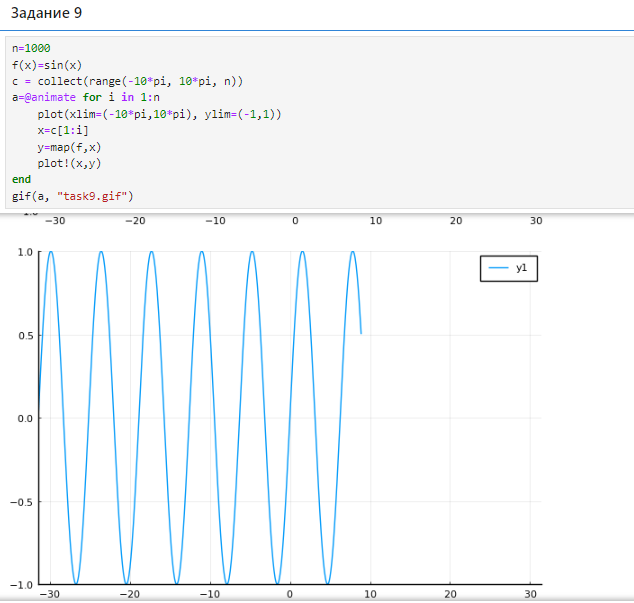 Задание 9
n=1000
f(x)=sin(x)
c = collect(range(-10*pi, 10*pi, n))
a=@animate for i in 1:n
    plot(xlim=(-10*pi,10*pi), ylim=(-1,1))
    x=c[1:i]
    y=map(f,x)
    plot!(x,y)
end
gif(a, "task9.gif")
−30 −20 −10 0 10 20 30
1.0
y1
0.5
0.0
−0.5
−1.0
−30 −20 −10 0 10 20 30